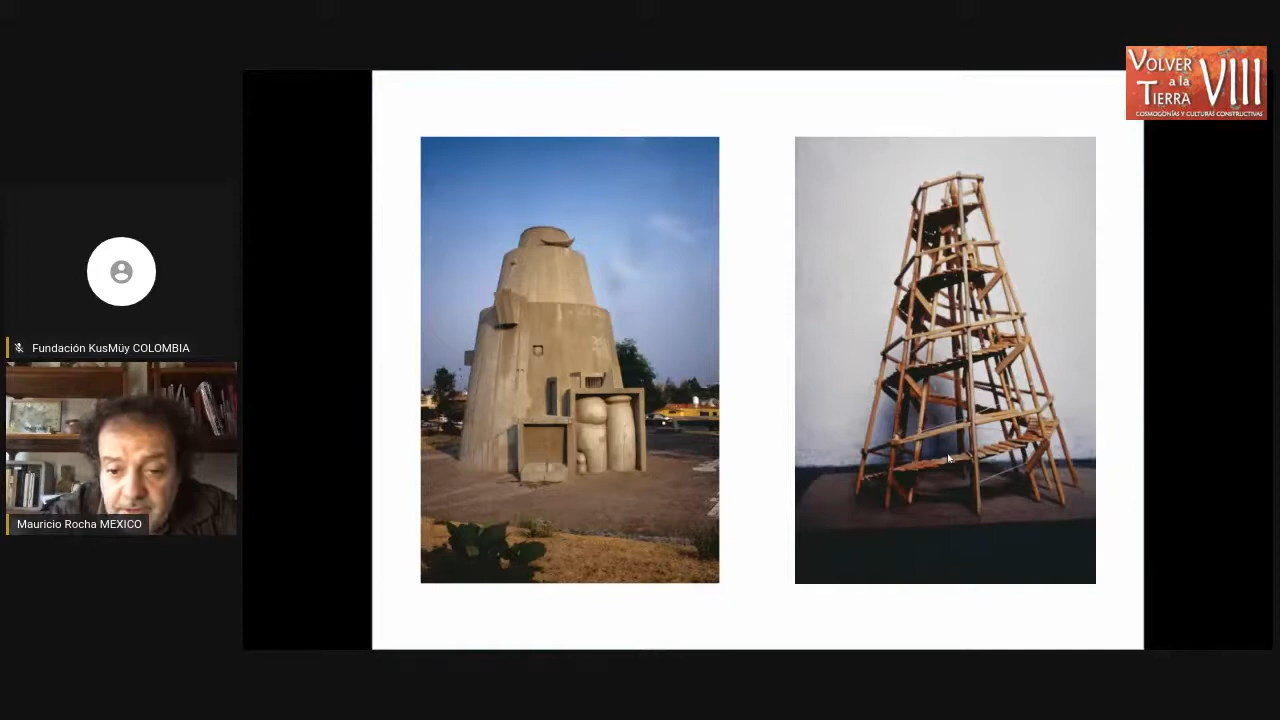 VOLVER
a la
TIERRA
VIII
COSMOGONÍAS Y CULTURAS CONSTRUCTIVAS
Fundación KusMüy COLOMBIA
Mauricio Rocha MEXICO